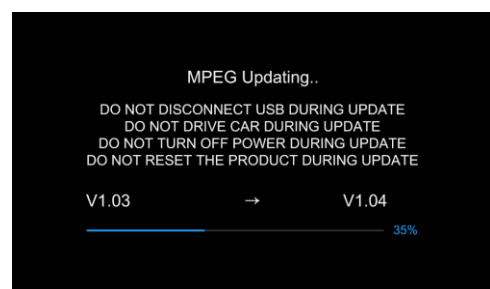 MPEG Updating..
DO NOT DISCONNECT USB DURING UPDATE
DO NOT DRIVE CAR DURING UPDATE
DO NOT TURN OFF POWER DURING UPDATE
DO NOT RESET THE PRODUCT DURING UPDATE
V1.03 → V1.04
35%